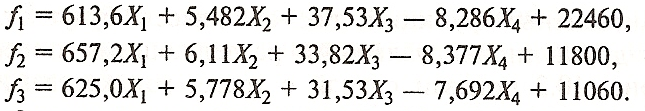 f₁ = 613,6X₁ + 5,482X₂ + 37,53X₃ — 8,286X₄ + 22460,
f₂ = 657,2X₁ + 6,11X₂ + 33,82X₃ — 8,377X₄ + 11800,
f₃ = 625,0X₁ + 5,778X₂ + 31,53X₃ — 7,692X₄ + 11060.